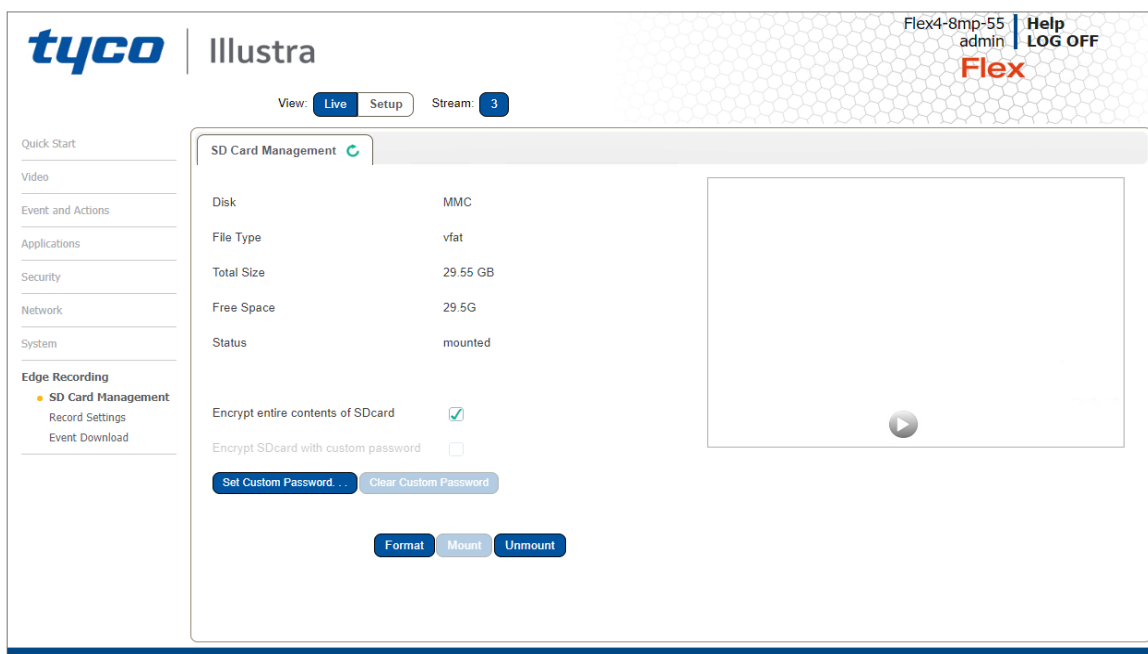 tyco | Illustra
Flex4-8mp-55 Help
admin LOG OFF
Flex
View: Live Setup Stream: 3
Quick Start
Video
Event and Actions
Applications
Security
Network
System
Edge Recording
SD Card Management
Record Settings
Event Download
SD Card Management
Disk MMC
File Type vfat
Total Size 29.55 GB
Free Space 29.5G
Status mounted
Encrypt entire contents of SDcard
Encrypt SDcard with custom password
Set Custom Password. . . Clear Custom Password
Format Mount Unmount